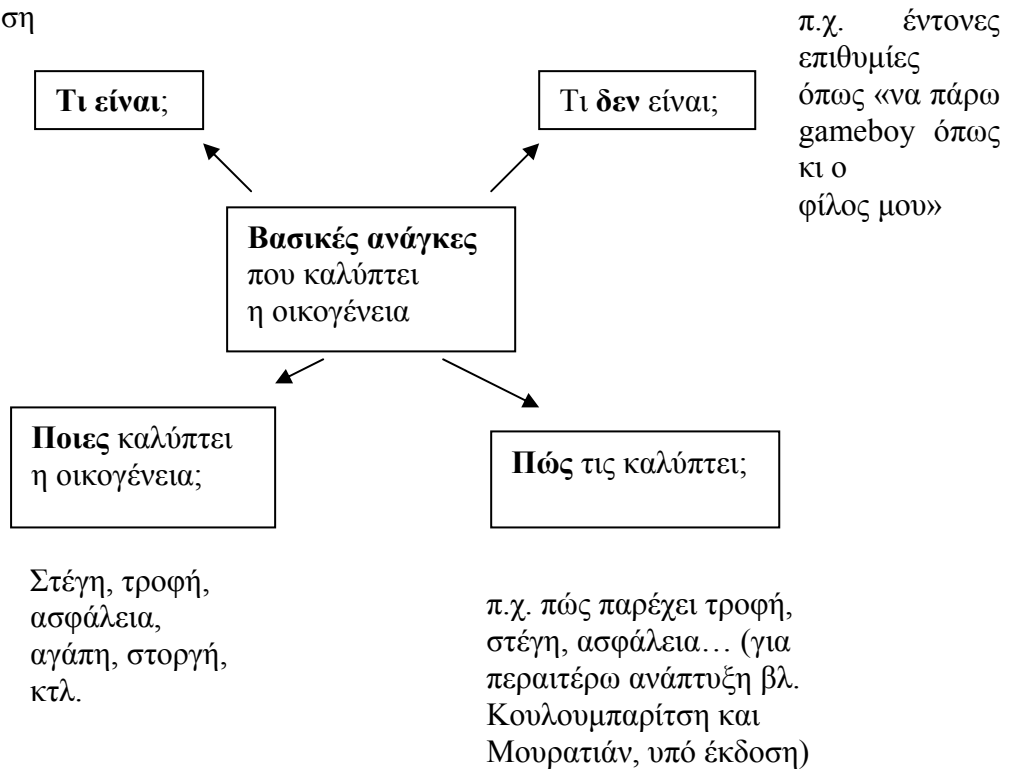 ση
Τι είναι;
Τι δεν είναι;
π.χ. έντονες
επιθυμίες
όπως «να πάρω
gameboy όπως
κι ο
φίλος μου»
Βασικές ανάγκες
που καλύπτει
η οικογένεια
Ποιες καλύπτει
η οικογένεια;
Πώς τις καλύπτει;
Στέγη, τροφή,
ασφάλεια,
αγάπη, στοργή,
κτλ.
π.χ. πώς παρέχει τροφή,
στέγη, ασφάλεια… (για
περαιτέρω ανάπτυξη βλ.
Κουλουμπαρίτση και
Μουρατιάν, υπό έκδοση)